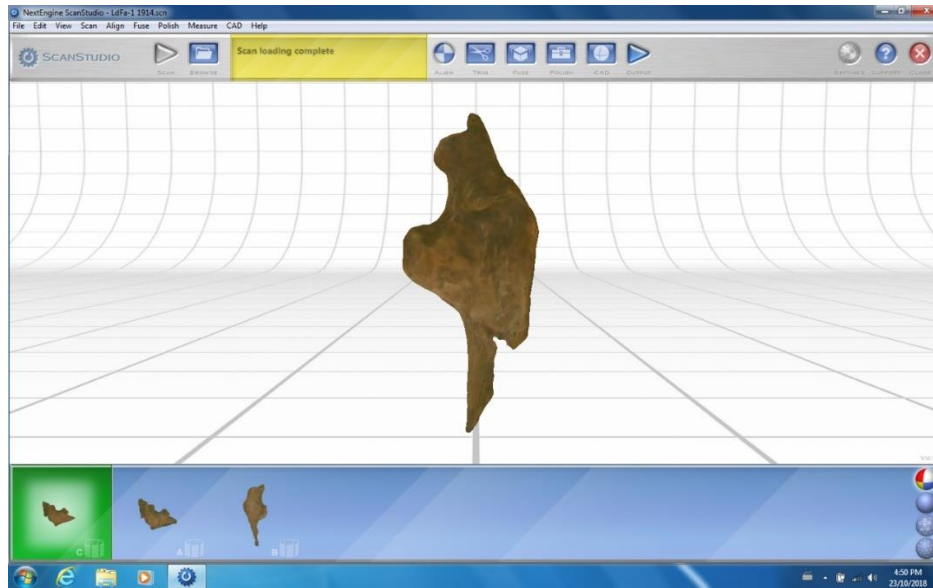 NextEngine ScanStudio - LdFa-1 1914.scn
File Edit View Scan Align Fuse Polish Measure CAD Help
SCANSTUDIO
Scan loading complete
SCAN BROWSE ALIGN TRIM FUSE POLISH CAD OUTPUT SETTINGS SUPPORT CLOSE
C A B
4:50 PM
23/10/2018